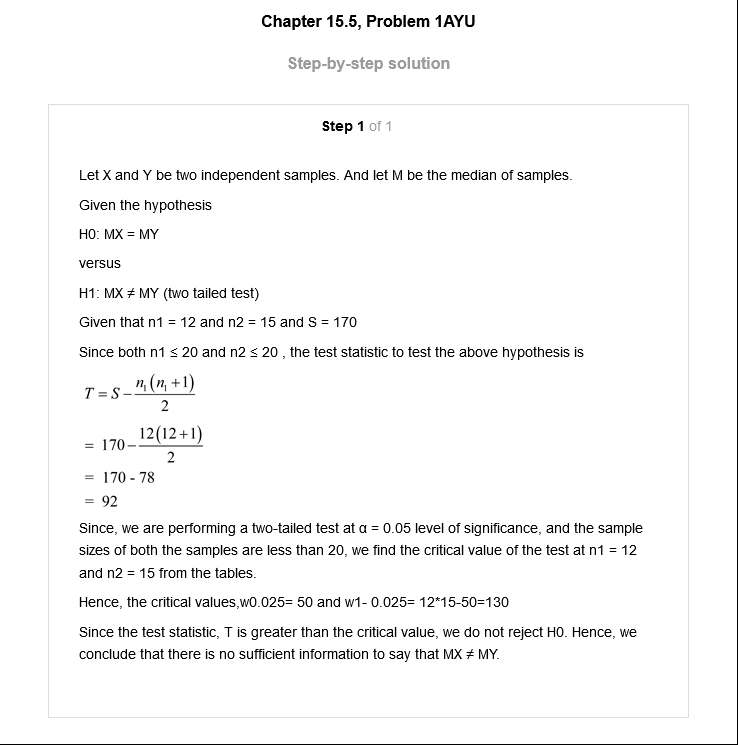 Chapter 15.5, Problem 1AYU
Step-by-step solution
Step 1 of 1
Let X and Y be two independent samples. And let M be the median of samples.
Given the hypothesis
H0: MX = MY
versus
H1: MX ≠ MY (two tailed test)
Given that n1 = 12 and n2 = 15 and S = 170
Since both n1 ≤ 20 and n2 ≤ 20 , the test statistic to test the above hypothesis is
T = S − n₁(n₁ +1) / 2
= 170 − 12(12+1) / 2
= 170 - 78
= 92
Since, we are performing a two-tailed test at α = 0.05 level of significance, and the sample
sizes of both the samples are less than 20, we find the critical value of the test at n1 = 12
and n2 = 15 from the tables.
Hence, the critical values,w0.025= 50 and w1- 0.025= 12*15-50=130
Since the test statistic, T is greater than the critical value, we do not reject H0. Hence, we
conclude that there is no sufficient information to say that MX ≠ MY.